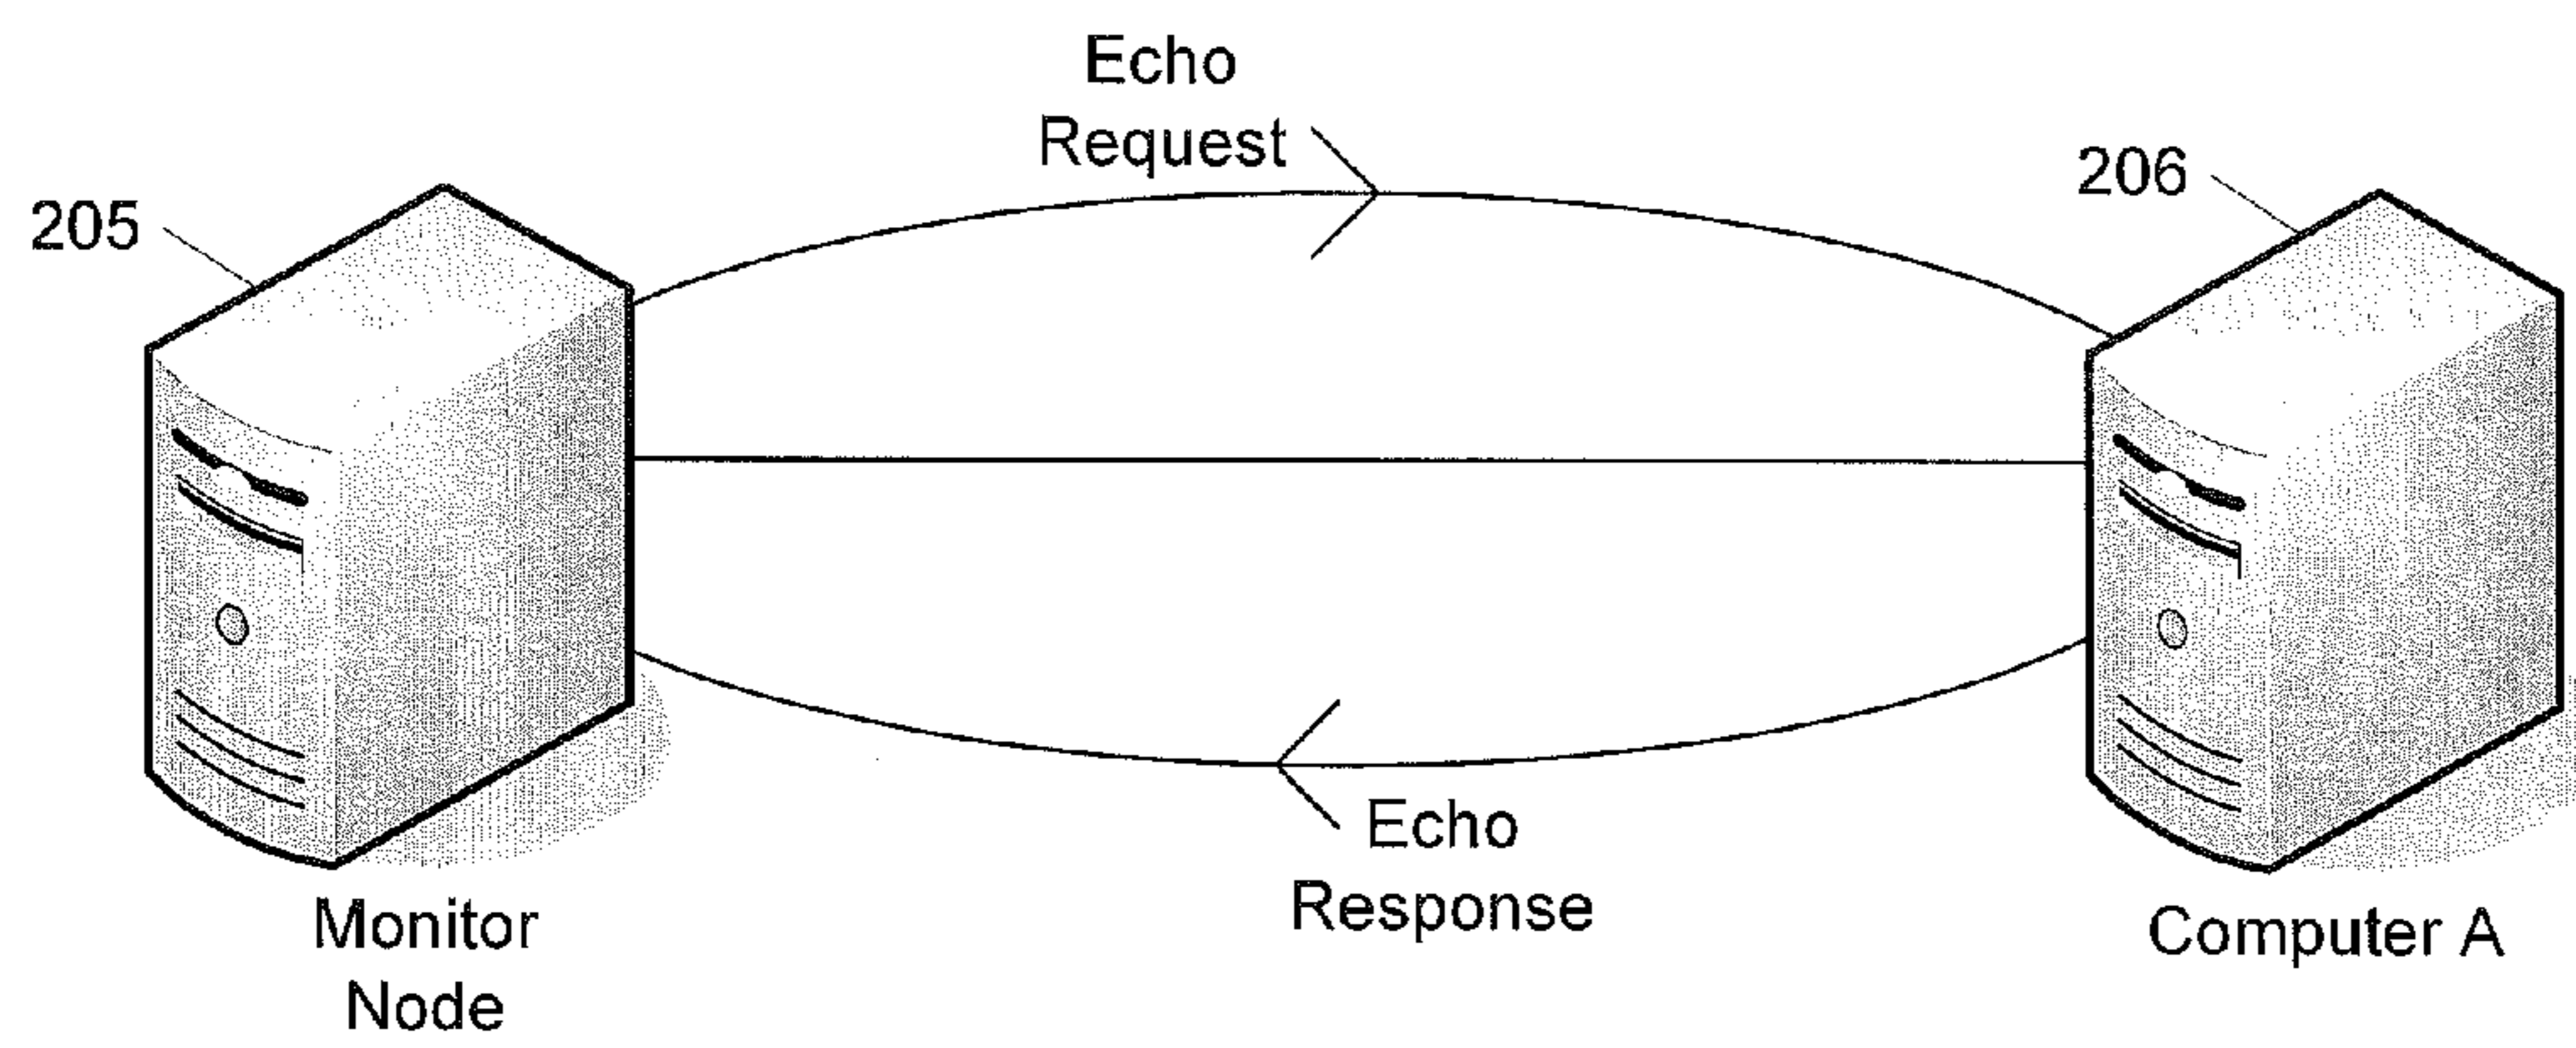 Echo
Request
205
206
Echo
Response
Monitor
Node
Computer A